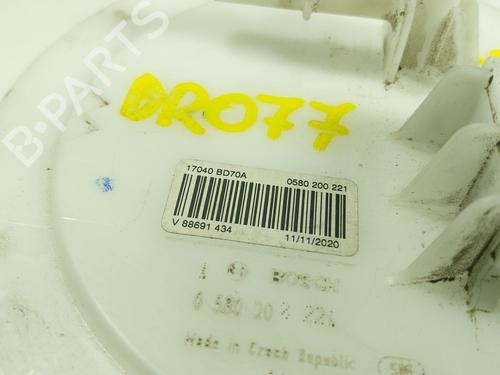 B-PARTS
DR077
17040 BD70A 0580 200 221
V 88691 434 11/11/2020
BOSCH
0 580 20
Made in Czech Republic